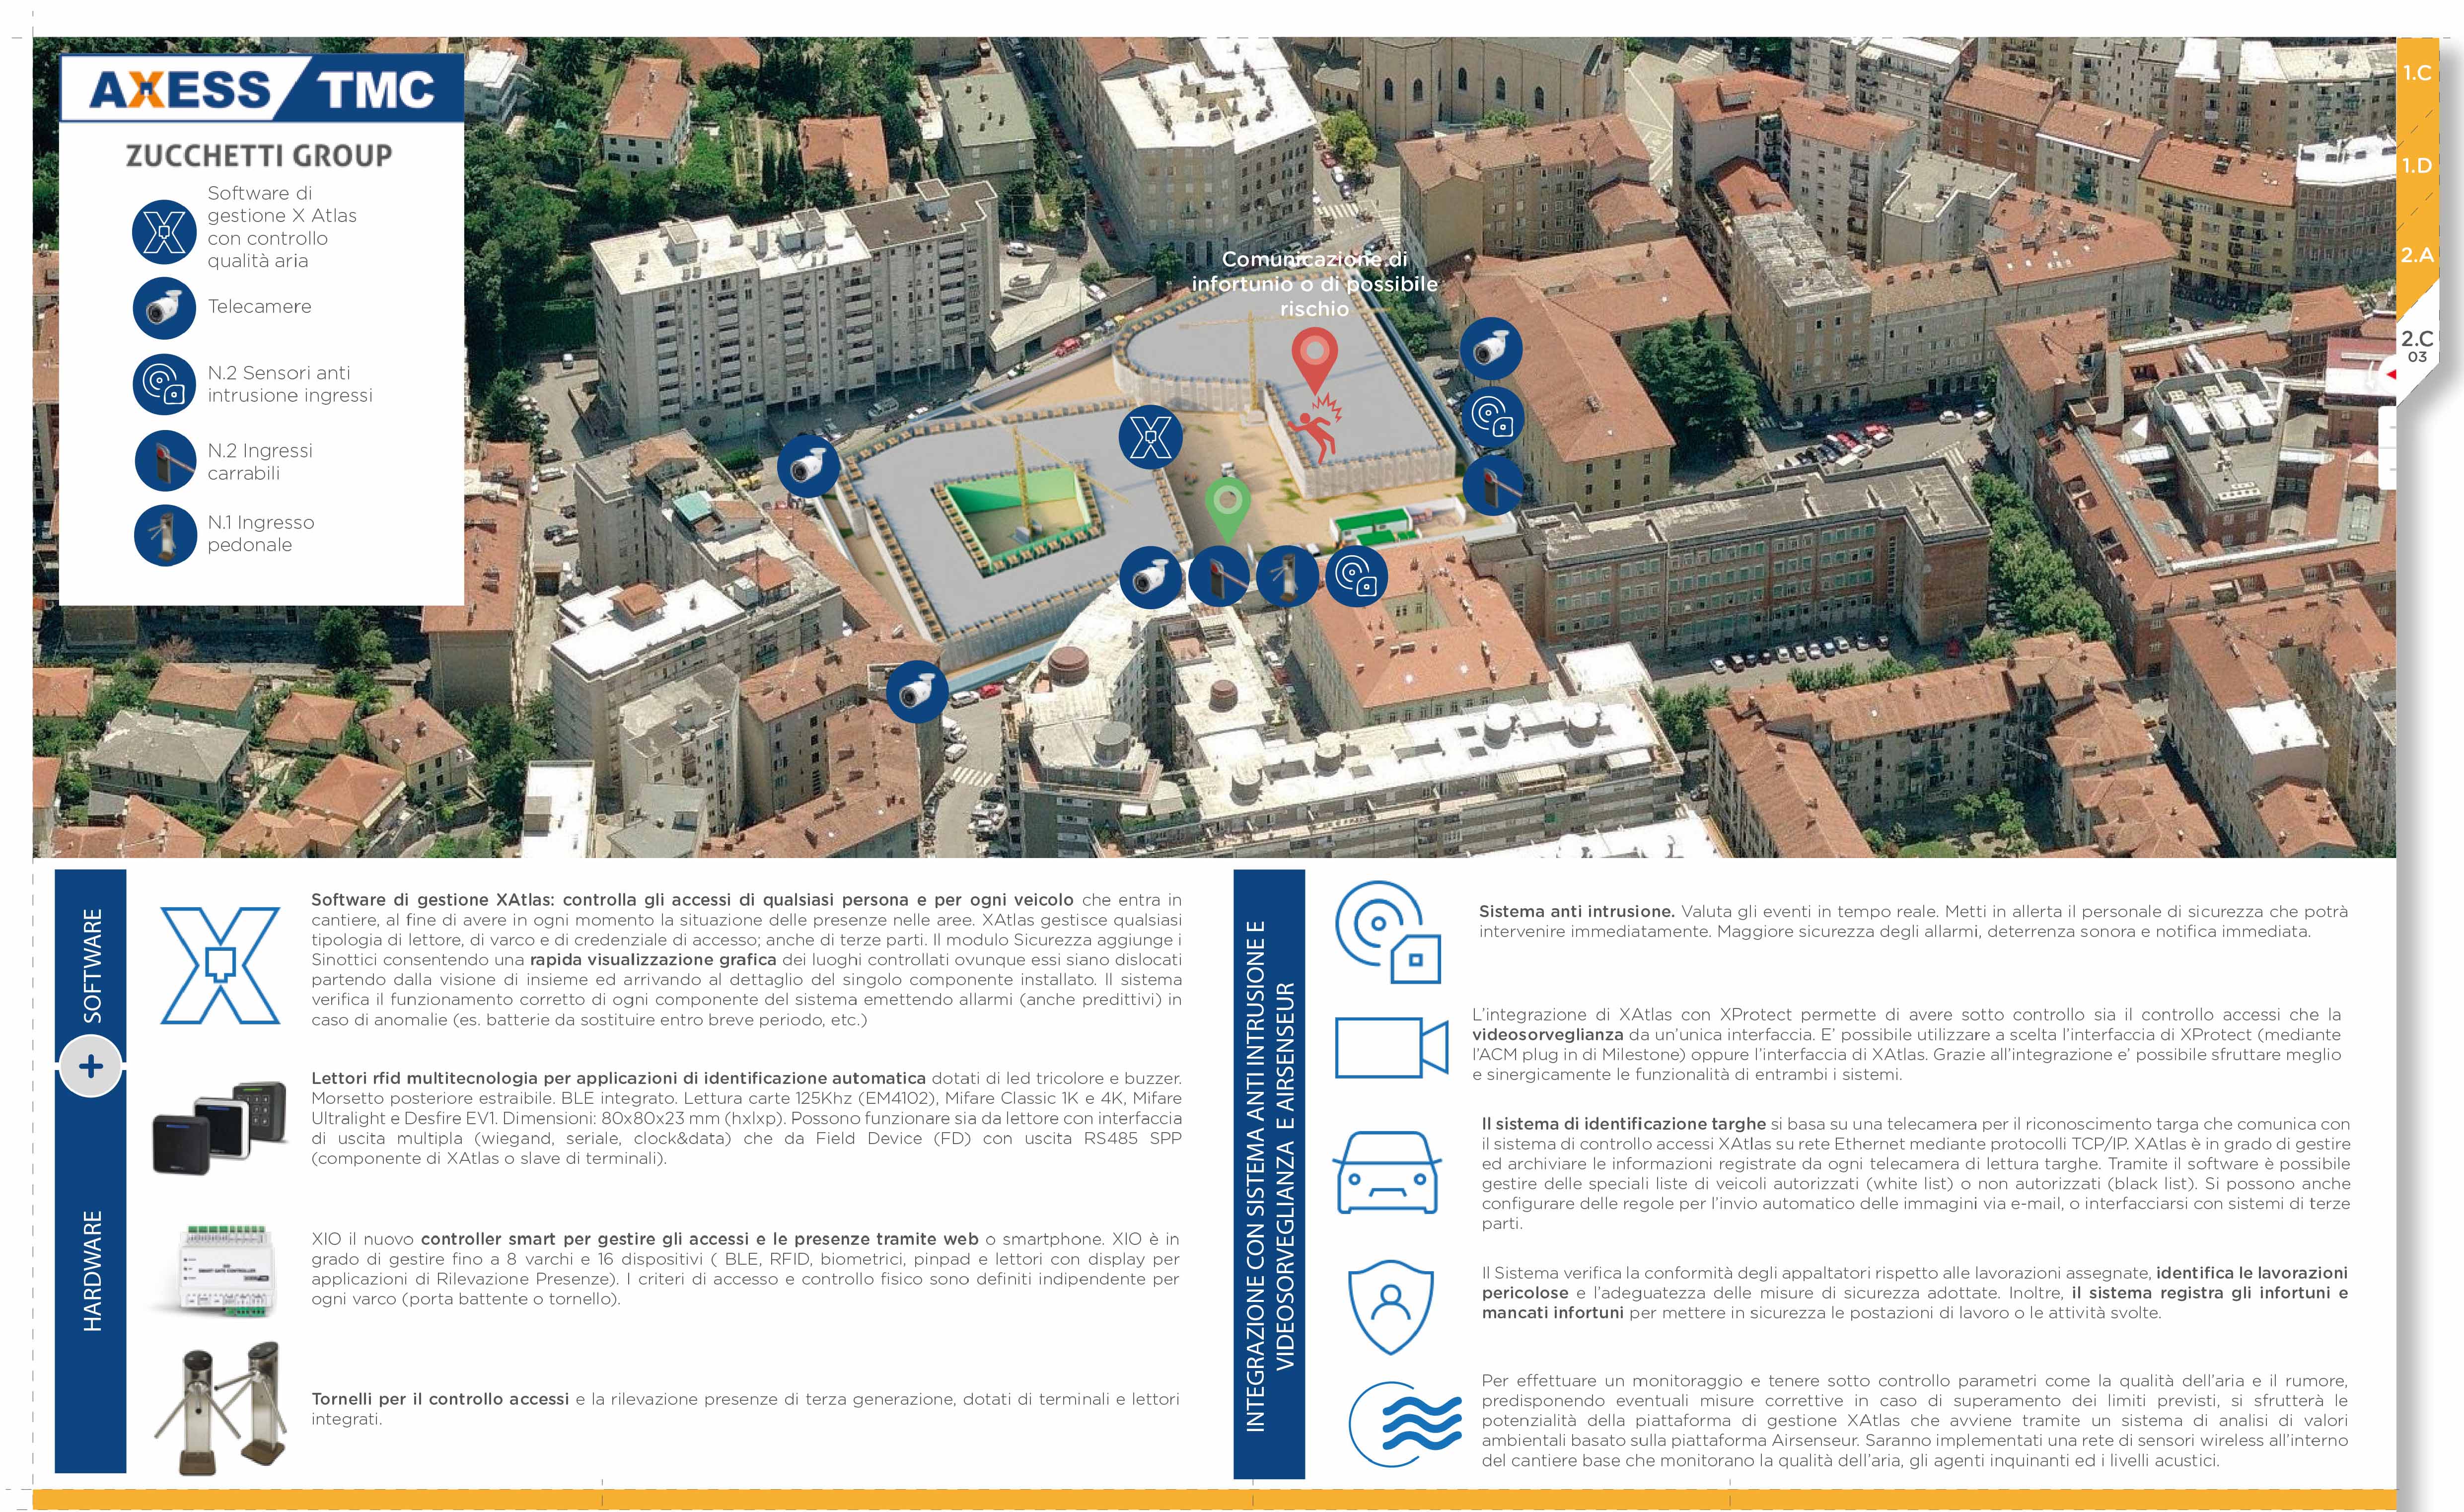 AXESS TMC
ZUCCHETTI GROUP
Software di
gestione X Atlas
con controllo
qualità aria
Telecamere
N.2 Sensori anti
intrusione ingressi
N.2 Ingressi
carrabili
N.1 Ingresso
pedonale
Comunicazione di
infortunio o di possibile
rischio
1.C
1.D
2.A
2.C
03
SOFTWARE
+
HARDWARE
Software di gestione XAtlas: controlla gli accessi di qualsiasi persona e per ogni veicolo che entra in
cantiere, al fine di avere in ogni momento la situazione delle presenze nelle aree. XAtlas gestisce qualsiasi
tipologia di lettore, di varco e di credenziale di accesso; anche di terze parti. Il modulo Sicurezza aggiunge i
Sinottici consentendo una rapida visualizzazione grafica dei luoghi controllati ovunque essi siano dislocati
partendo dalla visione di insieme ed arrivando al dettaglio del singolo componente installato. Il sistema
verifica il funzionamento corretto di ogni componente del sistema emettendo allarmi (anche predittivi) in
caso di anomalie (es. batterie da sostituire entro breve periodo, etc.)
Lettori rfid multitecnologia per applicazioni di identificazione automatica dotati di led tricolore e buzzer.
Morsetto posteriore estraibile. BLE integrato. Lettura carte 125Khz (EM4102), Mifare Classic 1K e 4K, Mifare
Ultralight e Desfire EV1. Dimensioni: 80x80x23 mm (hxlxp). Possono funzionare sia da lettore con interfaccia
di uscita multipla (wiegand, seriale, clock&data) che da Field Device (FD) con uscita RS485 SPP
(componente di XAtlas o slave di terminali).
XIO il nuovo controller smart per gestire gli accessi e le presenze tramite web o smartphone. XIO è in
grado di gestire fino a 8 varchi e 16 dispositivi ( BLE, RFID, biometrici, pinpad e lettori con display per
applicazioni di Rilevazione Presenze). I criteri di accesso e controllo fisico sono definiti indipendente per
ogni varco (porta battente o tornello).
Tornelli per il controllo accessi e la rilevazione presenze di terza generazione, dotati di terminali e lettori
integrati.
INTEGRAZIONE CON SISTEMA ANTI INTRUSIONE E
VIDEOSORVEGLIANZA E AIRSENSEUR
Sistema anti intrusione. Valuta gli eventi in tempo reale. Metti in allerta il personale di sicurezza che potrà
intervenire immediatamente. Maggiore sicurezza degli allarmi, deterrenza sonora e notifica immediata.
L'integrazione di XAtlas con XProtect permette di avere sotto controllo sia il controllo accessi che la
videosorveglianza da un'unica interfaccia. E' possibile utilizzare a scelta l'interfaccia di XProtect (mediante
l'ACM plug in di Milestone) oppure l'interfaccia di XAtlas. Grazie all'integrazione e' possibile sfruttare meglio
e sinergicamente le funzionalità di entrambi i sistemi.
Il sistema di identificazione targhe si basa su una telecamera per il riconoscimento targa che comunica con
il sistema di controllo accessi XAtlas su rete Ethernet mediante protocolli TCP/IP. XAtlas è in grado di gestire
ed archiviare le informazioni registrate da ogni telecamera di lettura targhe. Tramite il software è possibile
gestire delle speciali liste di veicoli autorizzati (white list) o non autorizzati (black list). Si possono anche
configurare delle regole per l'invio automatico delle immagini via e-mail, o interfacciarsi con sistemi di terze
parti.
Il Sistema verifica la conformità degli appaltatori rispetto alle lavorazioni assegnate, identifica le lavorazioni
pericolose e l'adeguatezza delle misure di sicurezza adottate. Inoltre, il sistema registra gli infortuni e
mancati infortuni per mettere in sicurezza le postazioni di lavoro o le attività svolte.
Per effettuare un monitoraggio e tenere sotto controllo parametri come la qualità dell'aria e il rumore,
predisponendo eventuali misure correttive in caso di superamento dei limiti previsti, si sfrutterà le
potenzialità della piattaforma di gestione XAtlas che avviene tramite un sistema di analisi di valori
ambientali basato sulla piattaforma Airsenseur. Saranno implementati una rete di sensori wireless all'interno
del cantiere base che monitorano la qualità dell'aria, gli agenti inquinanti ed i livelli acustici.